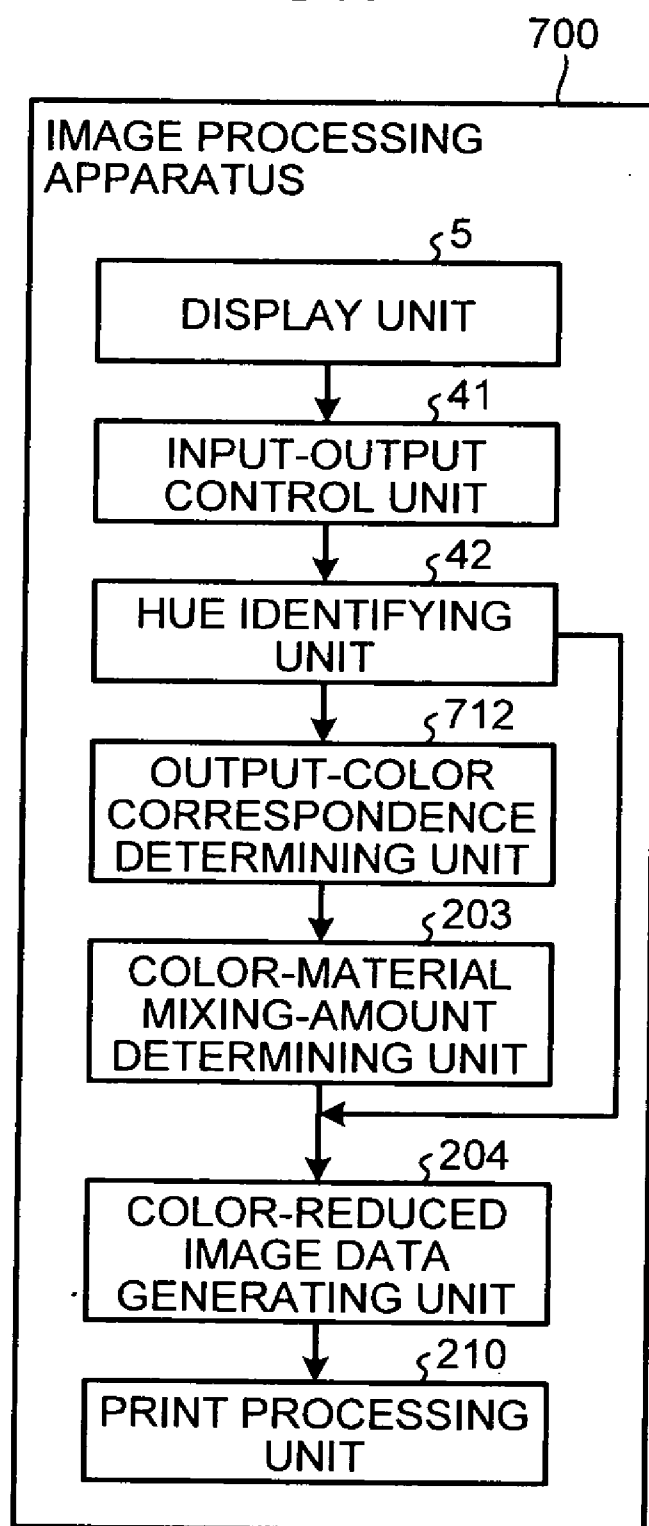 700
IMAGE PROCESSING
APPARATUS
5
DISPLAY UNIT
41
INPUT-OUTPUT
CONTROL UNIT
42
HUE IDENTIFYING
UNIT
712
OUTPUT-COLOR
CORRESPONDENCE
DETERMINING UNIT
203
COLOR-MATERIAL
MIXING-AMOUNT
DETERMINING UNIT
204
COLOR-REDUCED
IMAGE DATA
GENERATING UNIT
210
PRINT PROCESSING
UNIT